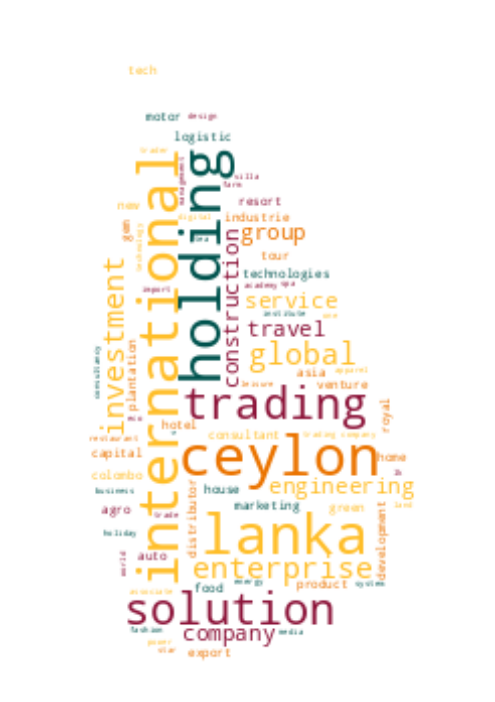 tech
motor design
logistic
trader
international
holding
management
villa
farm
resort
new
digital
industrie
gem
technology
tea
construction
group
tour
technologies
academy spa
import
investment
service
institute
travel
global
consultancy
plantation
asia
leisure
venture
trading
royal
eco
hotel
restaurant
consultant
trading company
capital
ceylon
home
colombo
business
house
engineering
distributor
marketing
green
land
agro
trade
development
holiday
lanka
world
auto
enterprise
energy
food
product
system
associate
solution
fashion
company
media
power
star
export